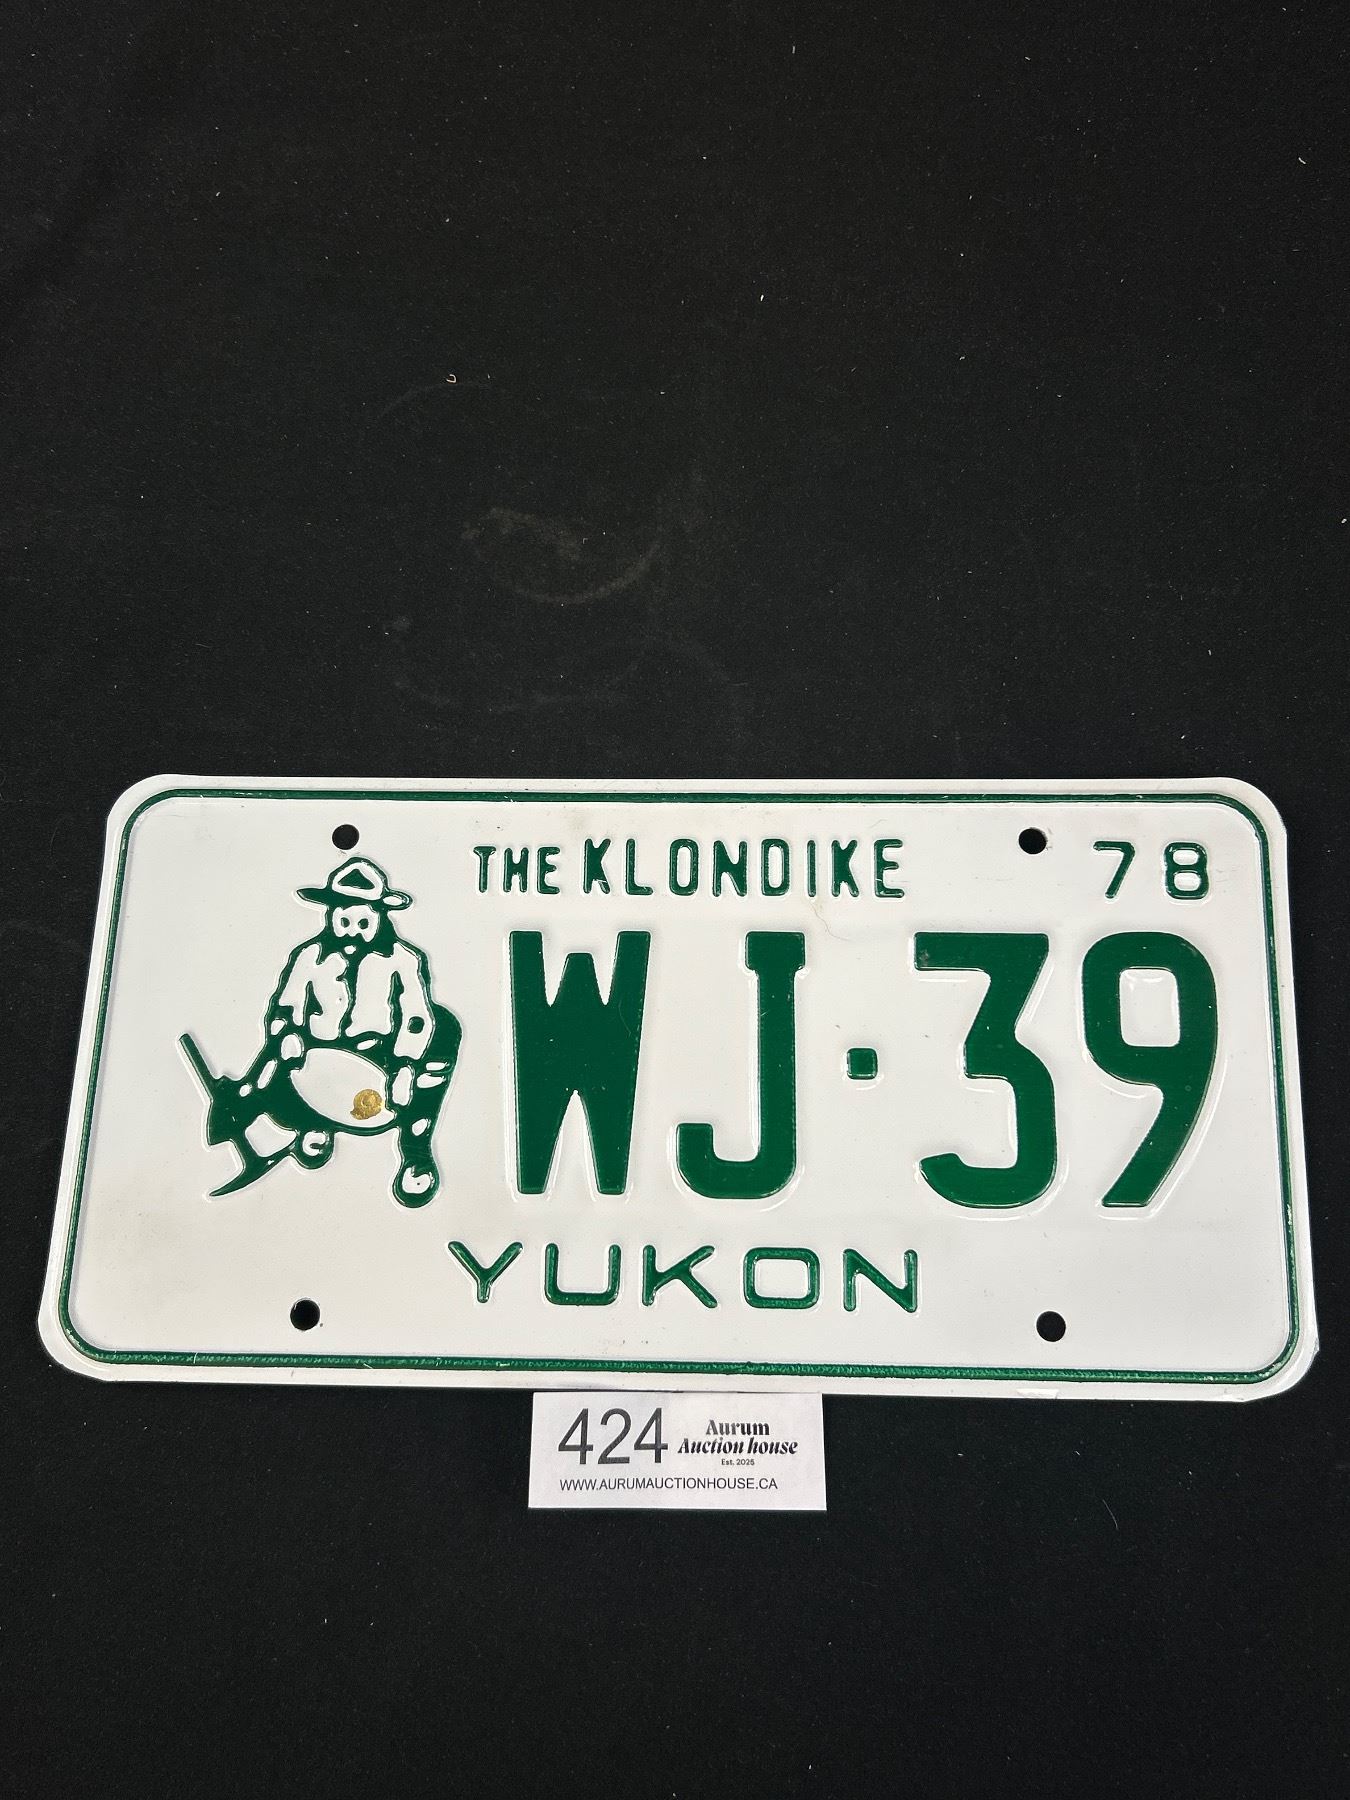 THE KLONDIKE 78
WJ·39
YUKON
424 Aurum
Auction house
Est. 2025
WWW.AURUMAUCTIONHOUSE.CA